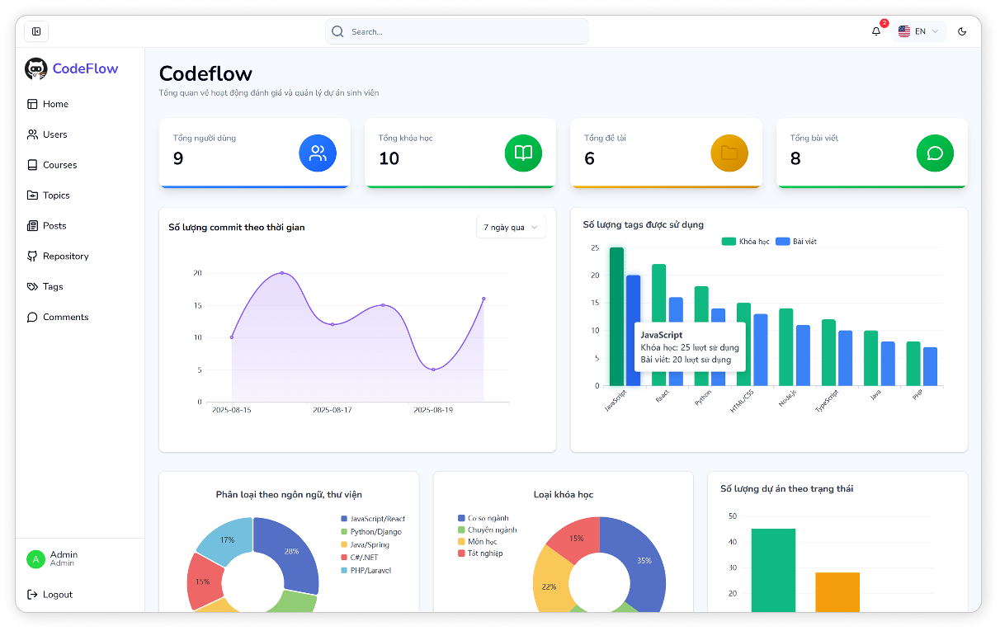 Search...
2
EN
CodeFlow
Home
Users
Courses
Topics
Posts
Repository
Tags
Comments
A
Admin
Admin
Logout
Codeflow
Tổng quan về hoạt động đánh giá và quản lý dự án sinh viên
Tổng người dùng
9
Tổng khóa học
10
Tổng đề tài
6
Tổng bài viết
8
Số lượng commit theo thời gian
7 ngày qua
20
15
10
5
0
2025-08-15
2025-08-17
2025-08-19
Số lượng tags được sử dụng
Khóa học
Bài viết
25
20
15
10
5
0
JavaScript
Khóa học: 25 lượt sử dụng
Bài viết: 20 lượt sử dụng
JavaScript
React
Python
HTML/CSS
Node.js
TypeScript
Java
PHP
Phân loại theo ngôn ngữ, thư viện
JavaScript/React
Python/Django
Java/Spring
C#/.NET
PHP/Laravel
17%
28%
15%
Loại khóa học
Cơ sở ngành
Chuyên ngành
Môn học
Tốt nghiệp
15%
35%
22%
Số lượng dự án theo trạng thái
50
40
30
20